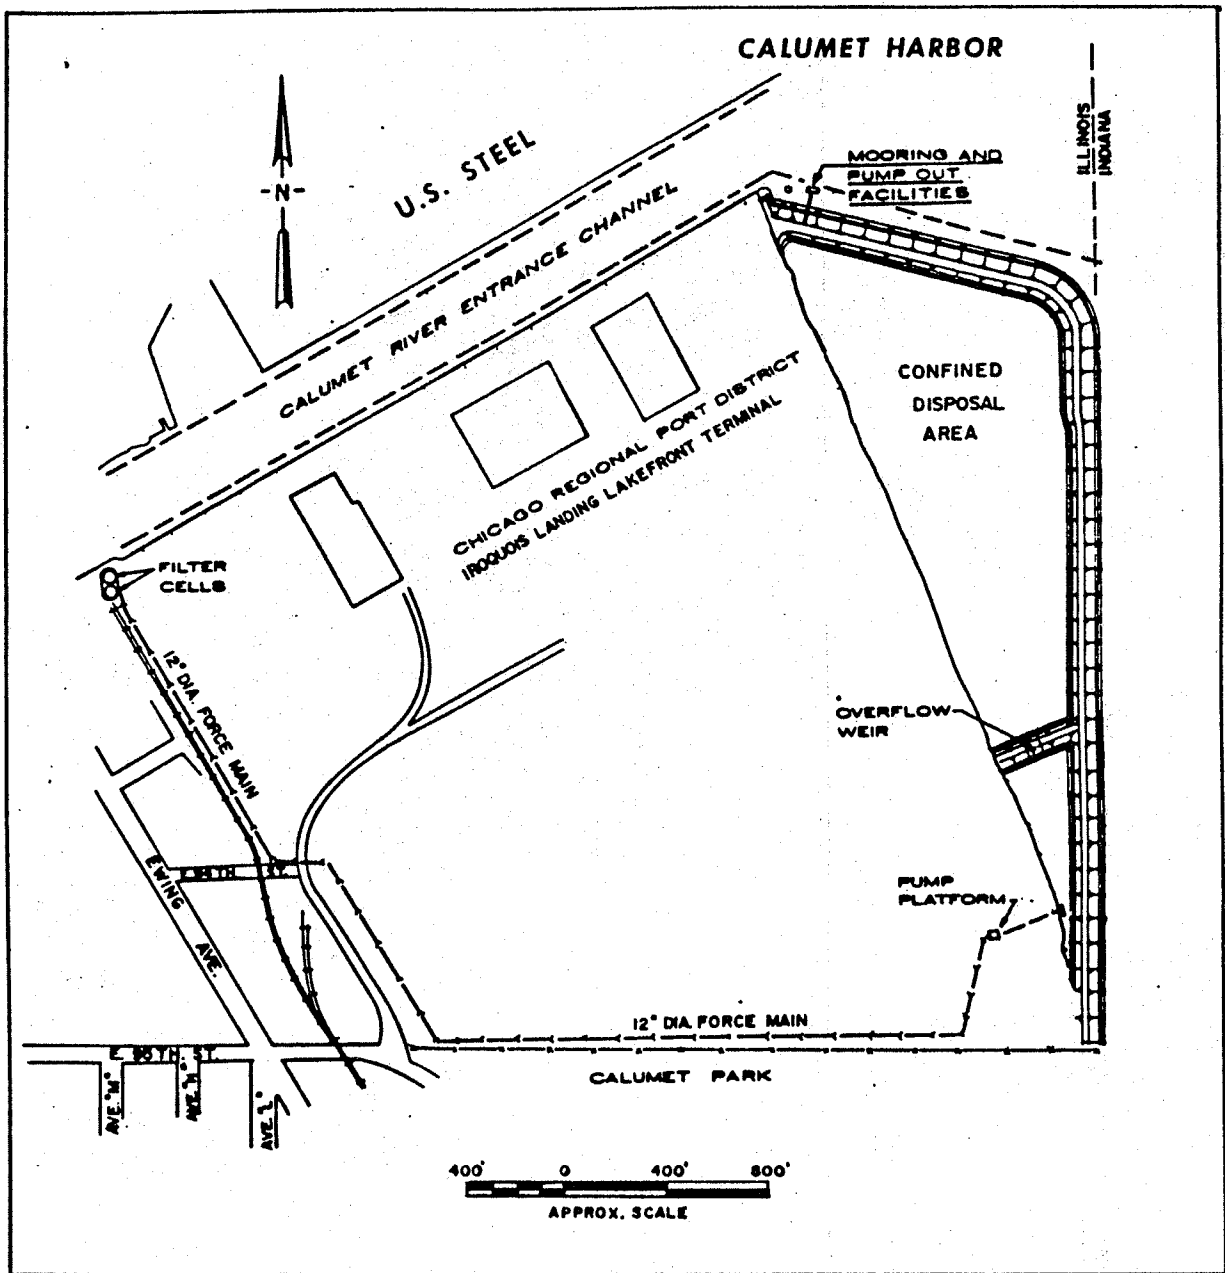 CALUMET HARBOR
ILLINOIS
INDIANA
U.S. STEEL
-N-
MOORING AND
PUMP OUT
FACILITIES
CALUMET RIVER ENTRANCE CHANNEL
CONFINED
DISPOSAL
AREA
CHICAGO REGIONAL PORT DISTRICT
IROQUOIS LANDING LAKEFRONT TERMINAL
FILTER
CELLS
12" DIA. FORCE MAIN
OVERFLOW
WEIR
EWING AVE.
ST.
PUMP
PLATFORM
12" DIA. FORCE MAIN
E. 95TH ST.
CALUMET PARK
AVE. "M"
AVE. "L"
400' 0 400' 800'
APPROX. SCALE